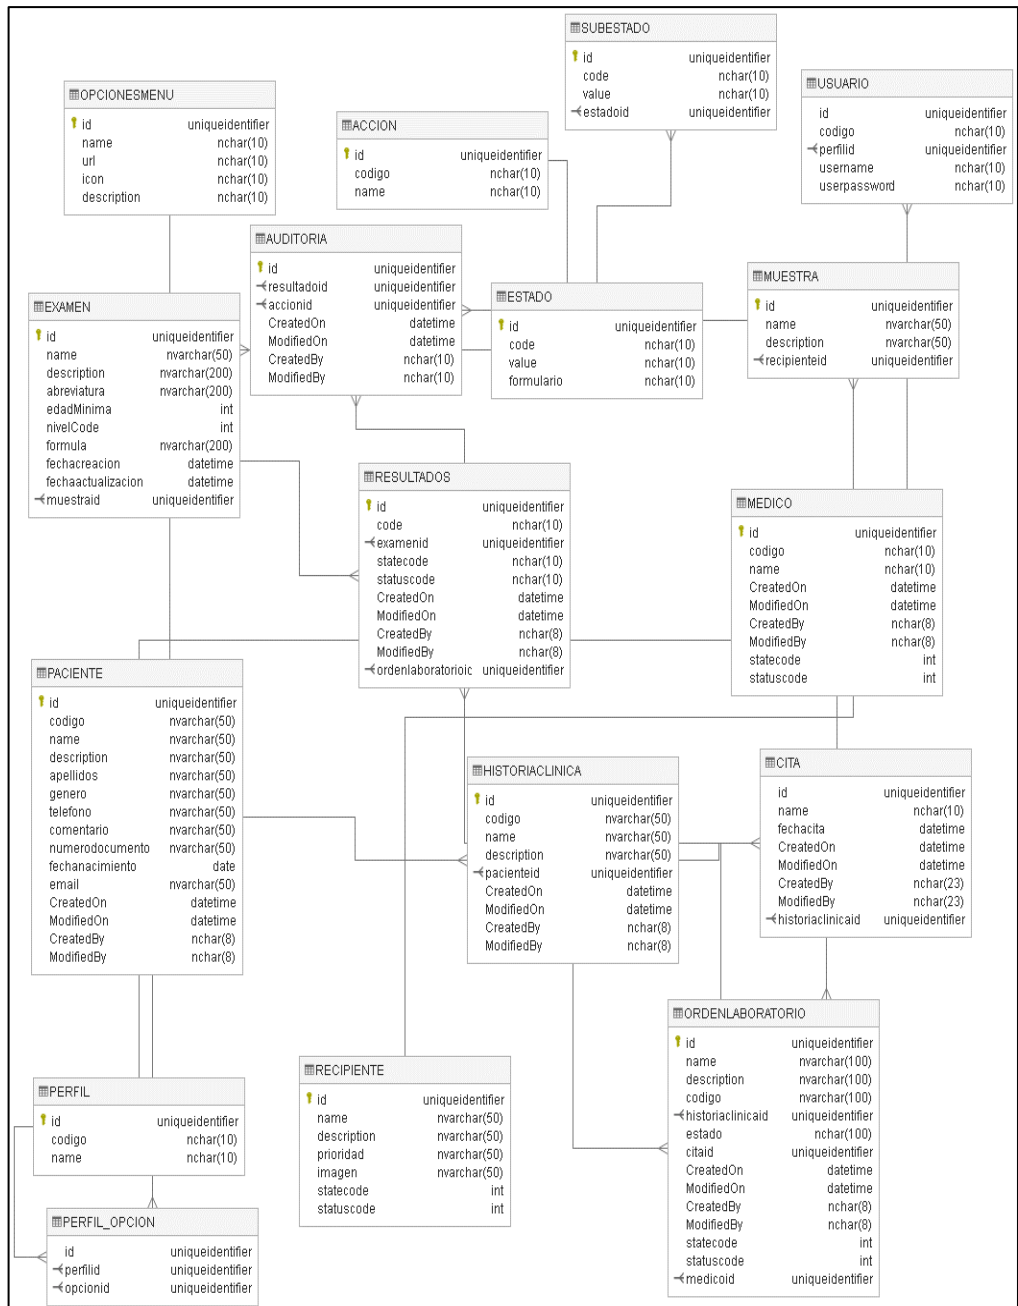 SUBESTADO
id uniqueidentifier
code nchar(10)
value nchar(10)
estadoid uniqueidentifier
OPCIONESMENU
id uniqueidentifier
name nchar(10)
url nchar(10)
icon nchar(10)
description nchar(10)
ACCION
id uniqueidentifier
codigo nchar(10)
name nchar(10)
USUARIO
id uniqueidentifier
codigo nchar(10)
perfilid uniqueidentifier
username nchar(10)
userpassword nchar(10)
AUDITORIA
id uniqueidentifier
resultadoid uniqueidentifier
accionid uniqueidentifier
CreatedOn datetime
ModifiedOn datetime
CreatedBy nchar(10)
ModifiedBy nchar(10)
ESTADO
id uniqueidentifier
code nchar(10)
value nchar(10)
formulario nchar(10)
MUESTRA
id uniqueidentifier
name nvarchar(50)
description nvarchar(50)
recipienteid uniqueidentifier
EXAMEN
id uniqueidentifier
name nvarchar(50)
description nvarchar(200)
abreviatura nvarchar(200)
edadMinima int
nivelCode int
formula nvarchar(200)
fechacreacion datetime
fechaactualizacion datetime
muestraid uniqueidentifier
RESULTADOS
id uniqueidentifier
code nchar(10)
examenid uniqueidentifier
statecode nchar(10)
statuscode nchar(10)
CreatedOn datetime
ModifiedOn datetime
CreatedBy nchar(8)
ModifiedBy nchar(8)
ordenlaboratorioic uniqueidentifier
MEDICO
id uniqueidentifier
codigo nchar(10)
name nchar(10)
CreatedOn datetime
ModifiedOn datetime
CreatedBy nchar(8)
ModifiedBy nchar(8)
statecode int
statuscode int
PACIENTE
id uniqueidentifier
codigo nvarchar(50)
name nvarchar(50)
description nvarchar(50)
apellidos nvarchar(50)
genero nvarchar(50)
telefono nvarchar(50)
comentario nvarchar(50)
numerodocumento nvarchar(50)
fechanacimiento date
email nvarchar(50)
CreatedOn datetime
ModifiedOn datetime
CreatedBy nchar(8)
ModifiedBy nchar(8)
HISTORIACLINICA
id uniqueidentifier
codigo nvarchar(50)
name nvarchar(50)
description nvarchar(50)
pacienteid uniqueidentifier
CreatedOn datetime
ModifiedOn datetime
CreatedBy nchar(8)
ModifiedBy nchar(8)
CITA
id uniqueidentifier
name nchar(10)
fechacita datetime
CreatedOn datetime
ModifiedOn datetime
CreatedBy nchar(23)
ModifiedBy nchar(23)
historiaclinicaid uniqueidentifier
ORDENLABORATORIO
id uniqueidentifier
name nvarchar(100)
description nvarchar(100)
codigo nvarchar(100)
historiaclinicaid uniqueidentifier
estado nchar(100)
citaid uniqueidentifier
CreatedOn datetime
ModifiedOn datetime
CreatedBy nchar(8)
ModifiedBy nchar(8)
statecode int
statuscode int
medicoid uniqueidentifier
RECIPIENTE
id uniqueidentifier
name nvarchar(50)
description nvarchar(50)
prioridad nvarchar(50)
imagen nvarchar(50)
statecode int
statuscode int
PERFIL
id uniqueidentifier
codigo nchar(10)
name nchar(10)
PERFIL_OPCION
id uniqueidentifier
perfilid uniqueidentifier
opcionid uniqueidentifier